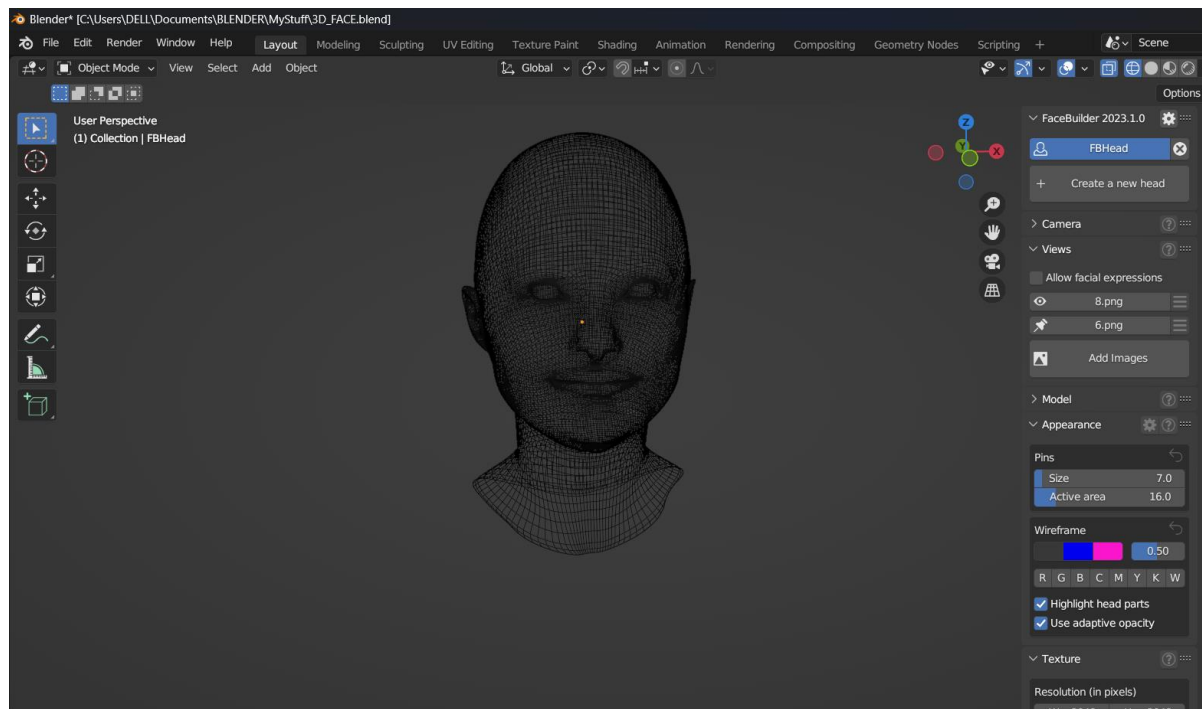 Blender* [C:\Users\DELL\Documents\BLENDER\MyStuff\3D_FACE.blend]
File Edit Render Window Help Layout Modeling Sculpting UV Editing Texture Paint Shading Animation Rendering Compositing Geometry Nodes Scripting + Scene
Object Mode View Select Add Object Global
Options
User Perspective
(1) Collection | FBHead
Z
Y
X
FaceBuilder 2023.1.0
FBHead
+ Create a new head
Camera
Views
Allow facial expressions
8.png
6.png
Add Images
Model
Appearance
Pins
Size 7.0
Active area 16.0
Wireframe
0.50
R G B C M Y K W
Highlight head parts
Use adaptive opacity
Texture
Resolution (in pixels)